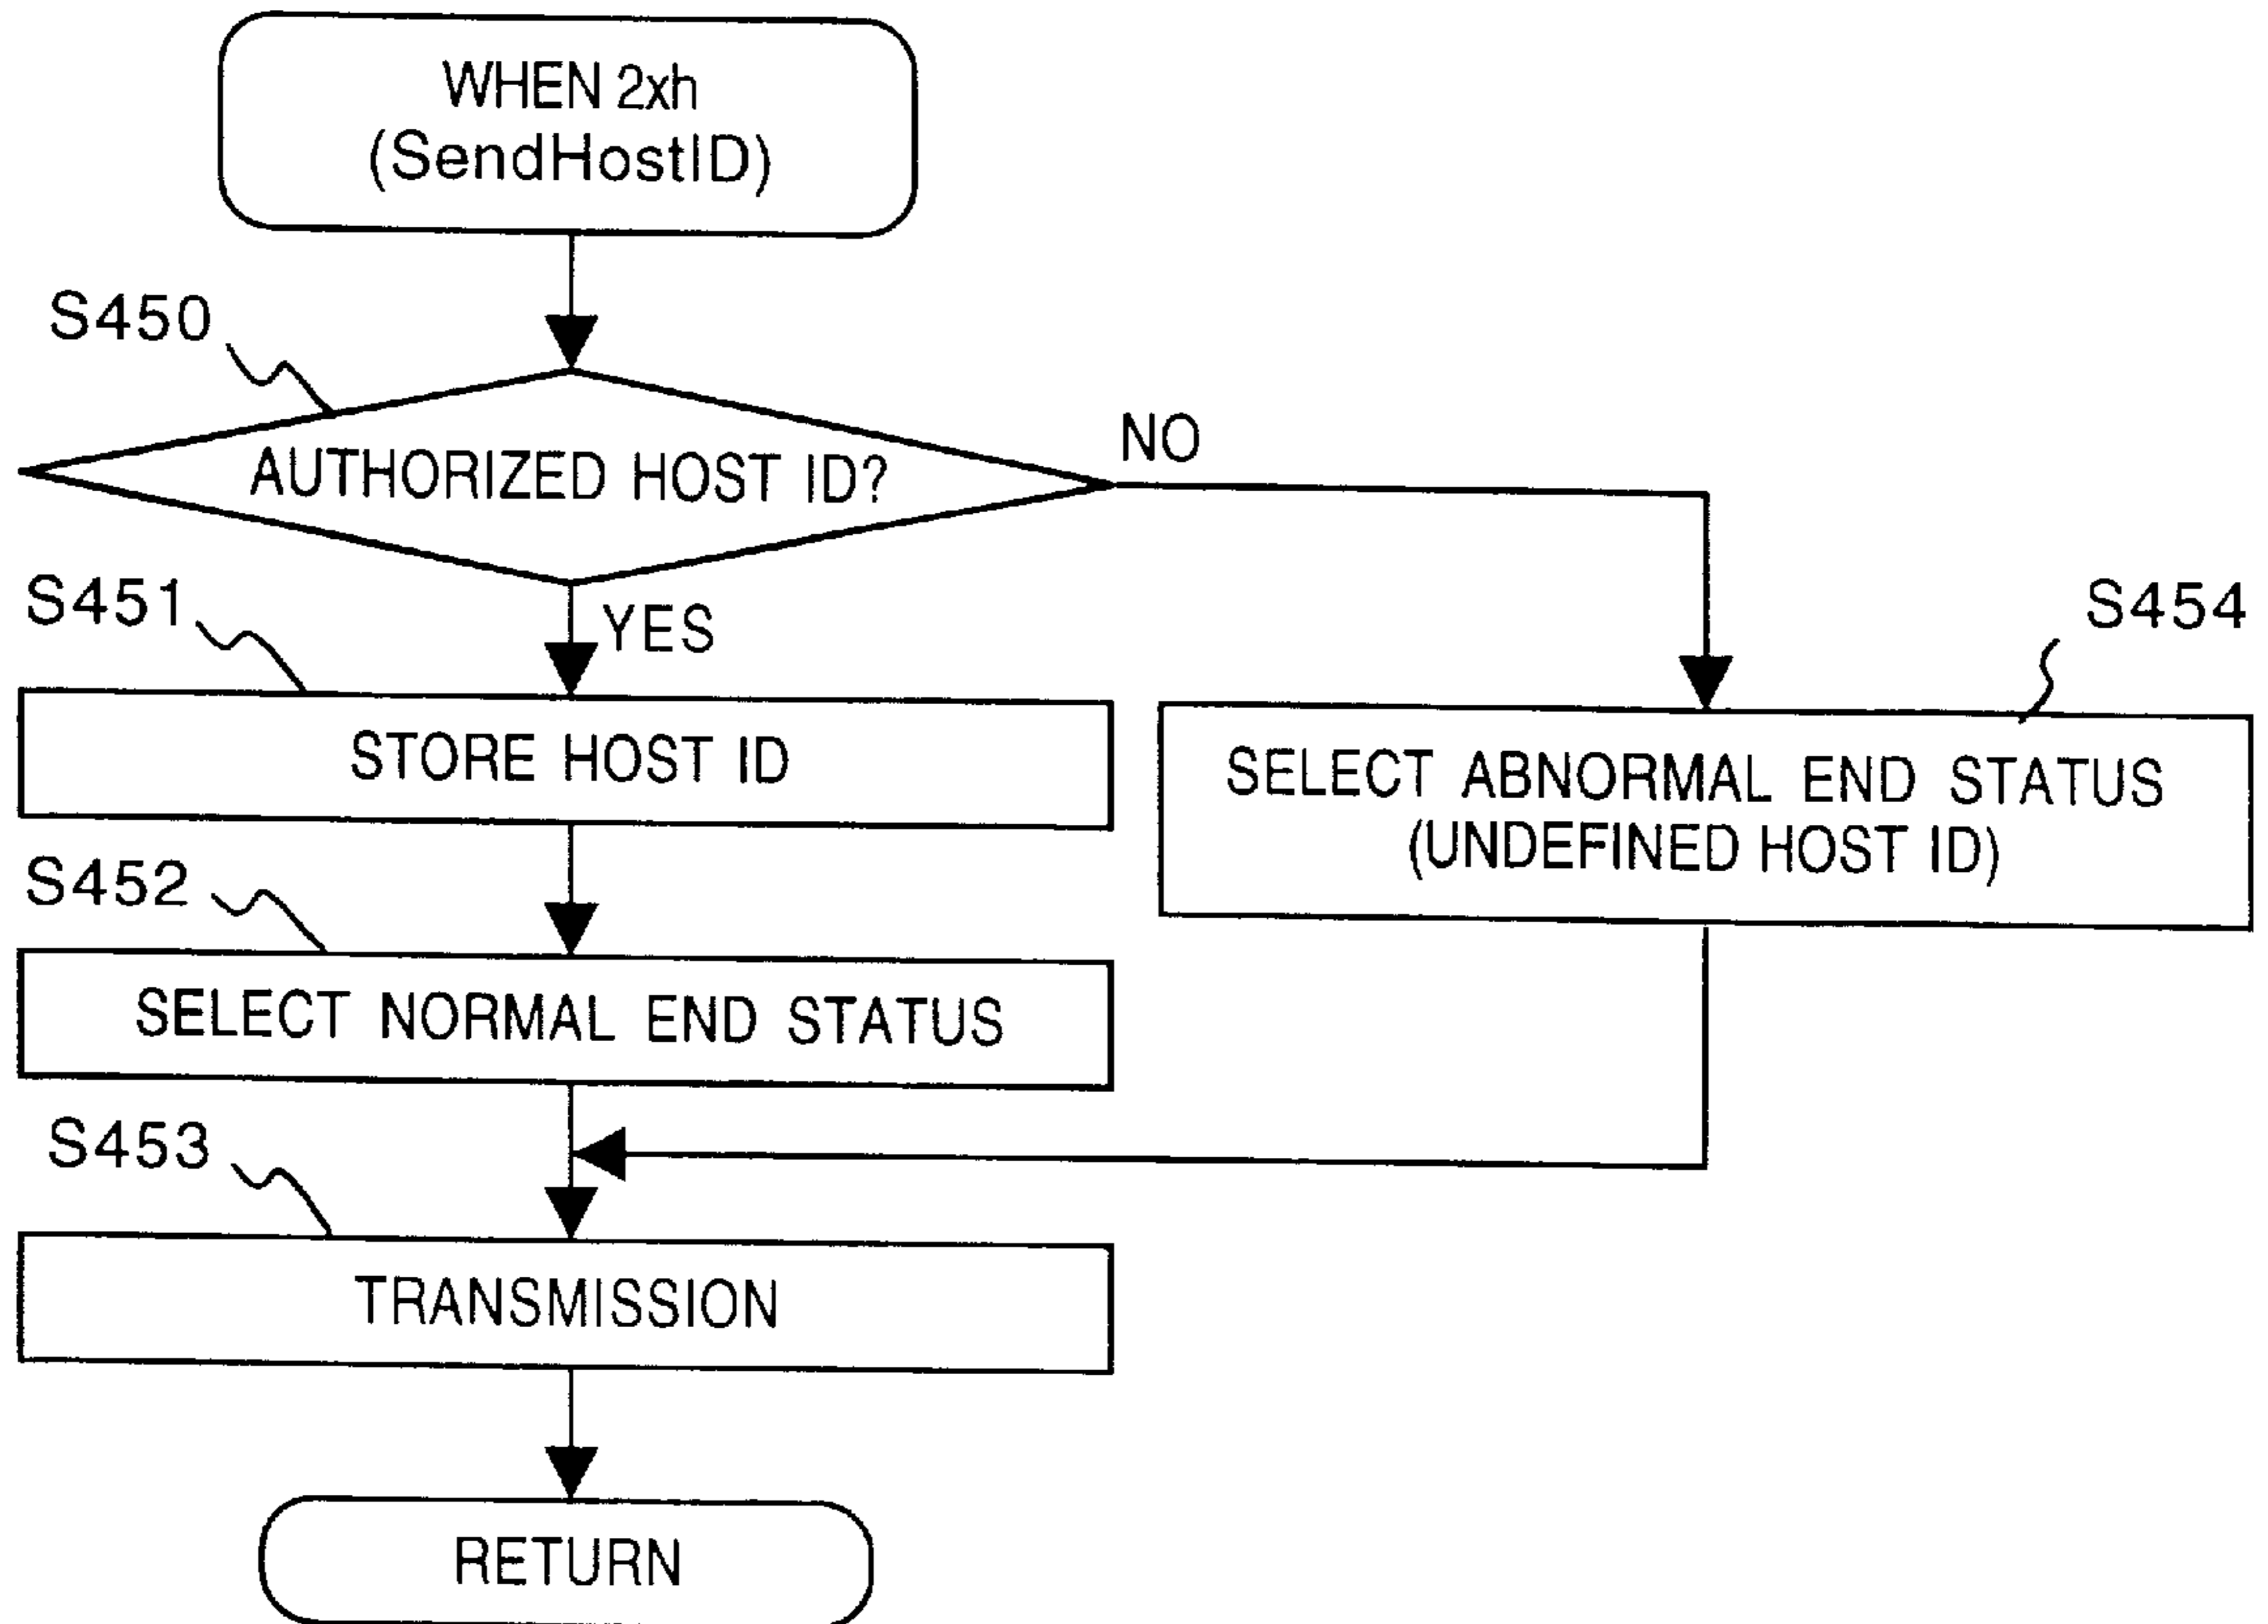 WHEN 2xh
(SendHostID)
S450
AUTHORIZED HOST ID?
NO
YES
S451
STORE HOST ID
S454
SELECT ABNORMAL END STATUS
(UNDEFINED HOST ID)
S452
SELECT NORMAL END STATUS
S453
TRANSMISSION
RETURN